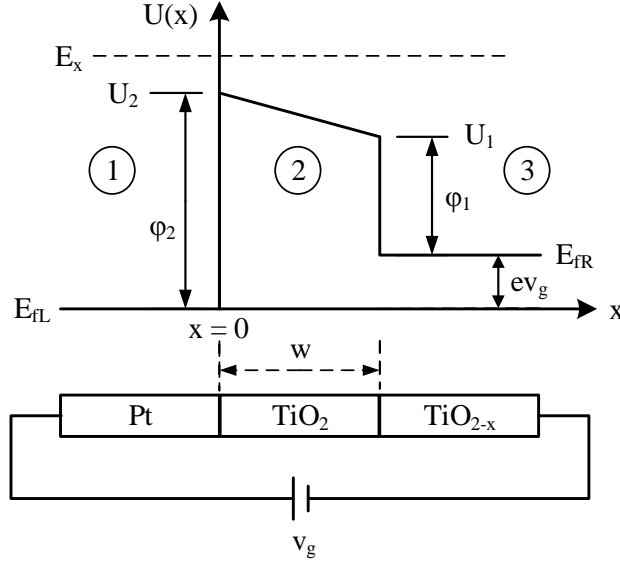 U(x)
Eₓ
U₂
U₁
1
2
3
φ₂
φ₁
E_fR
ev_g
E_fL
x = 0
x
w
Pt
TiO₂
TiO₂₋ₓ
v_g